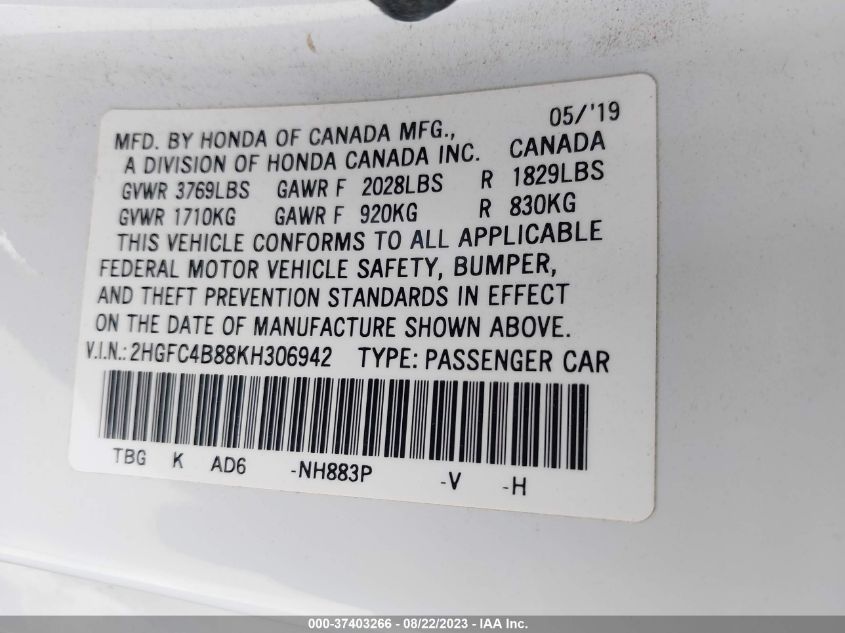 05/'19
MFD. BY HONDA OF CANADA MFG.,
A DIVISION OF HONDA CANADA INC. CANADA
GVWR 3769LBS GAWR F 2028LBS R 1829LBS
GVWR 1710KG GAWR F 920KG R 830KG
THIS VEHICLE CONFORMS TO ALL APPLICABLE
FEDERAL MOTOR VEHICLE SAFETY, BUMPER,
AND THEFT PREVENTION STANDARDS IN EFFECT
ON THE DATE OF MANUFACTURE SHOWN ABOVE.
V.I.N.: 2HGFC4B88KH306942 TYPE: PASSENGER CAR
TBG K AD6 -NH883P -V -H
000-37403266 - 08/22/2023 - IAA Inc.